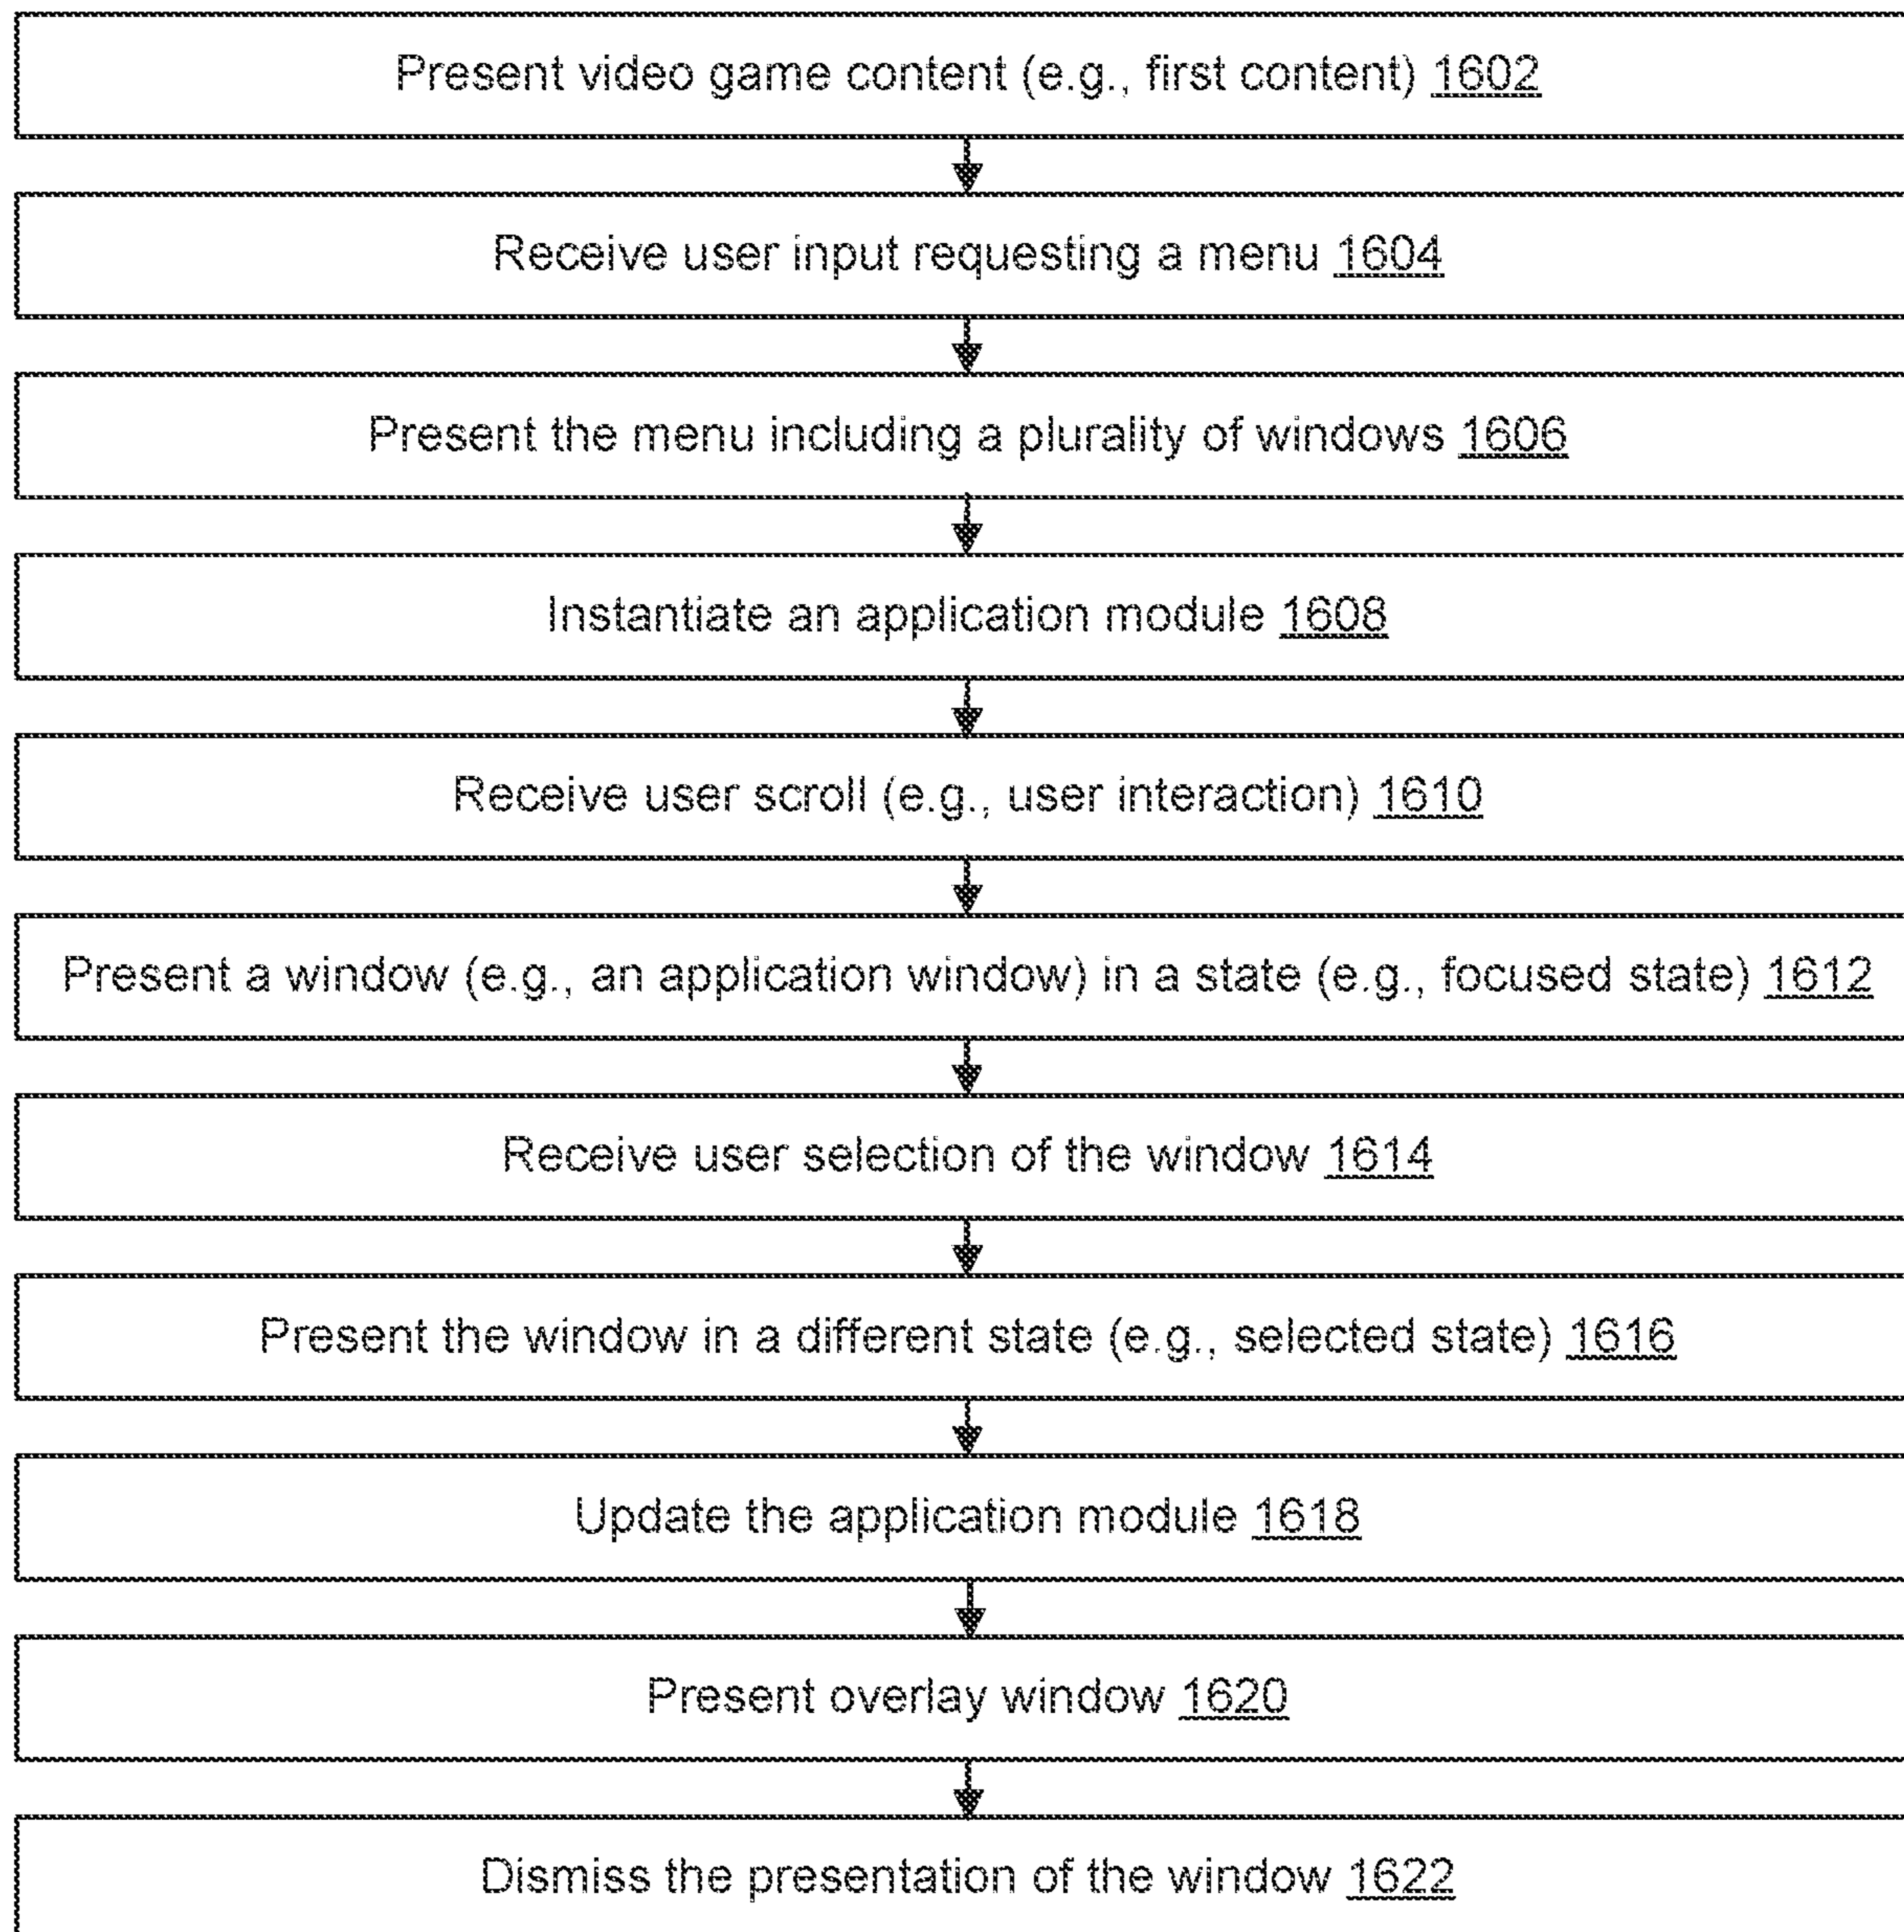 Present video game content (e.g., first content) 1602
Receive user input requesting a menu 1604
Present the menu including a plurality of windows 1606
Instantiate an application module 1608
Receive user scroll (e.g., user interaction) 1610
Present a window (e.g., an application window) in a state (e.g., focused state) 1612
Receive user selection of the window 1614
Present the window in a different state (e.g., selected state) 1616
Update the application module 1618
Present overlay window 1620
Dismiss the presentation of the window 1622